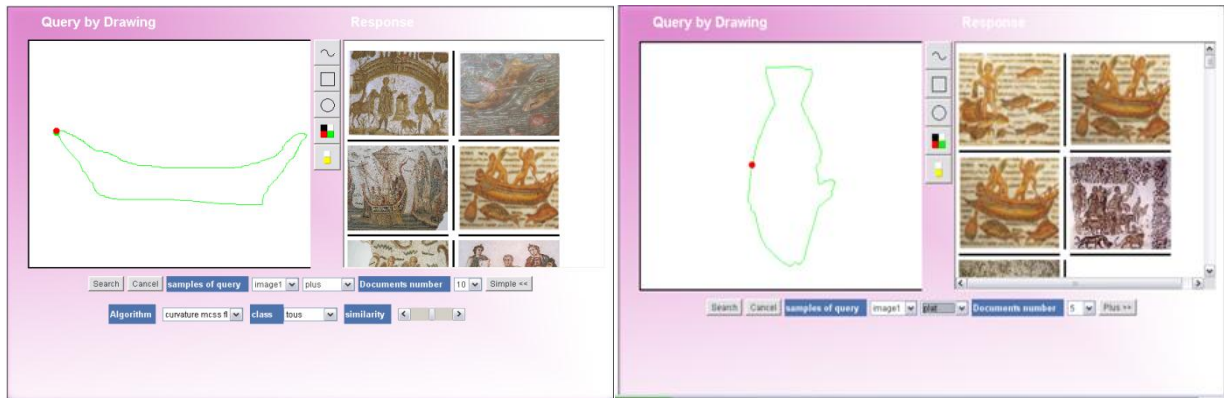 Query by Drawing Response
Search Cancel samples of query image1 plus Documents number 10 Simple <<
Algorithm curvature mcss fl class tous similarity
Query by Drawing Response
Search Cancel samples of query image1 plat Documents number 5 Plus >>